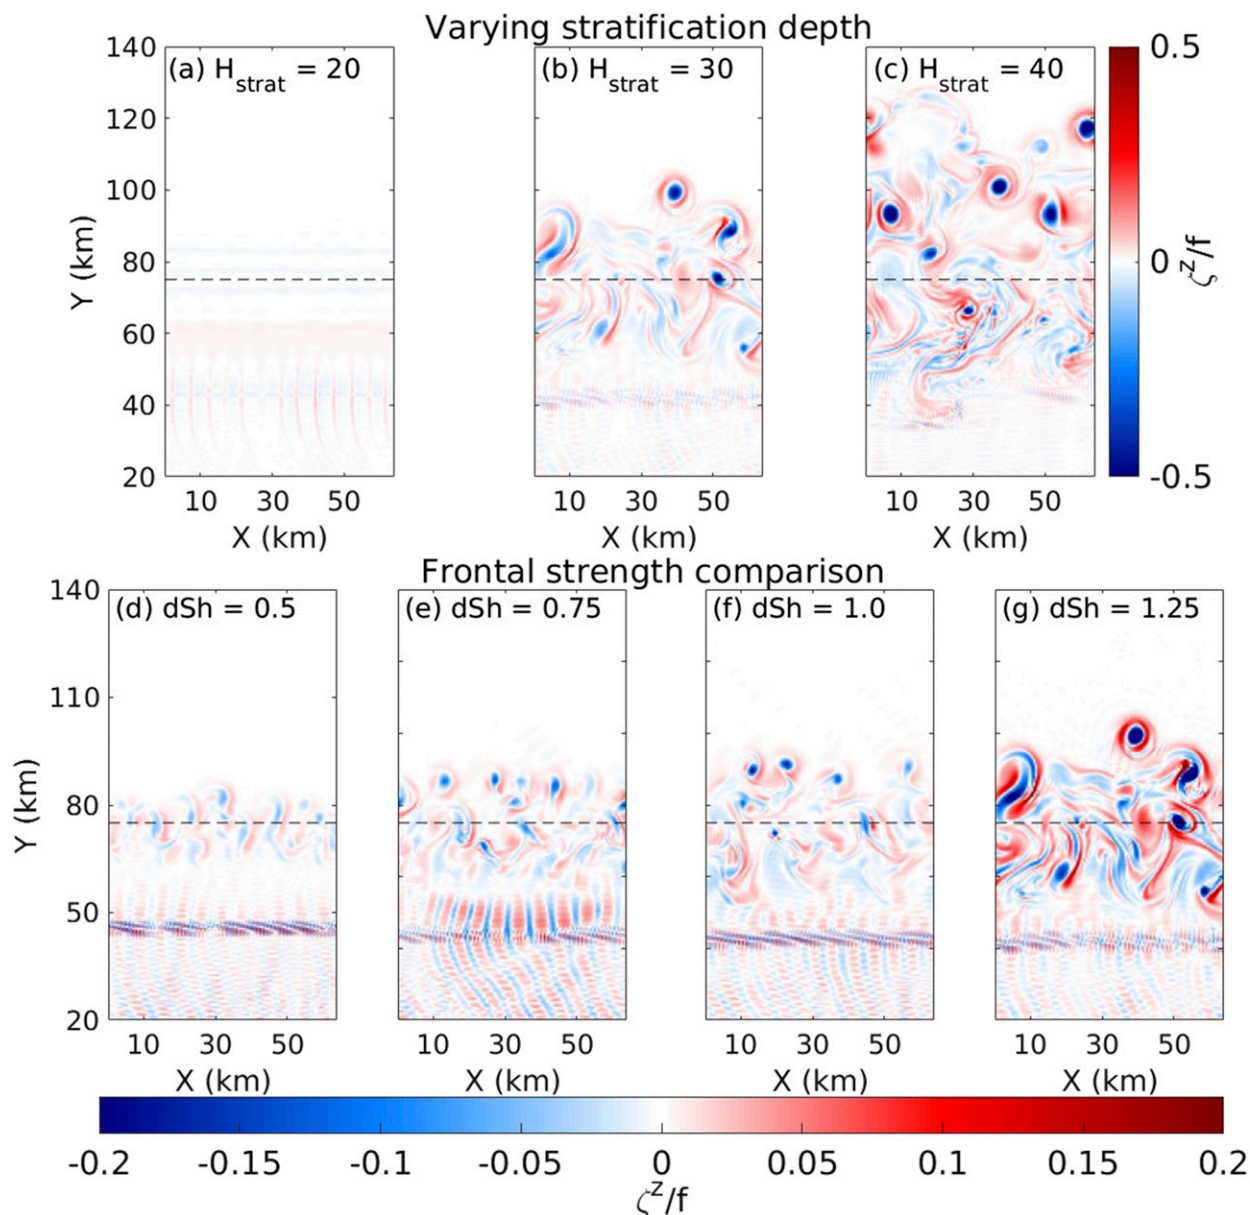 Varying stratification depth
140
120
100
80
60
40
20
Y (km)
(a) H_strat = 20
(b) H_strat = 30
(c) H_strat = 40
0.5
0
-0.5
ζ^z/f
10 30 50
10 30 50
10 30 50
X (km)
X (km)
X (km)
Frontal strength comparison
140
110
80
50
20
Y (km)
(d) dSh = 0.5
(e) dSh = 0.75
(f) dSh = 1.0
(g) dSh = 1.25
10 30 50
10 30 50
10 30 50
10 30 50
X (km)
X (km)
X (km)
X (km)
-0.2 -0.15 -0.1 -0.05 0 0.05 0.1 0.15 0.2
ζ^z/f